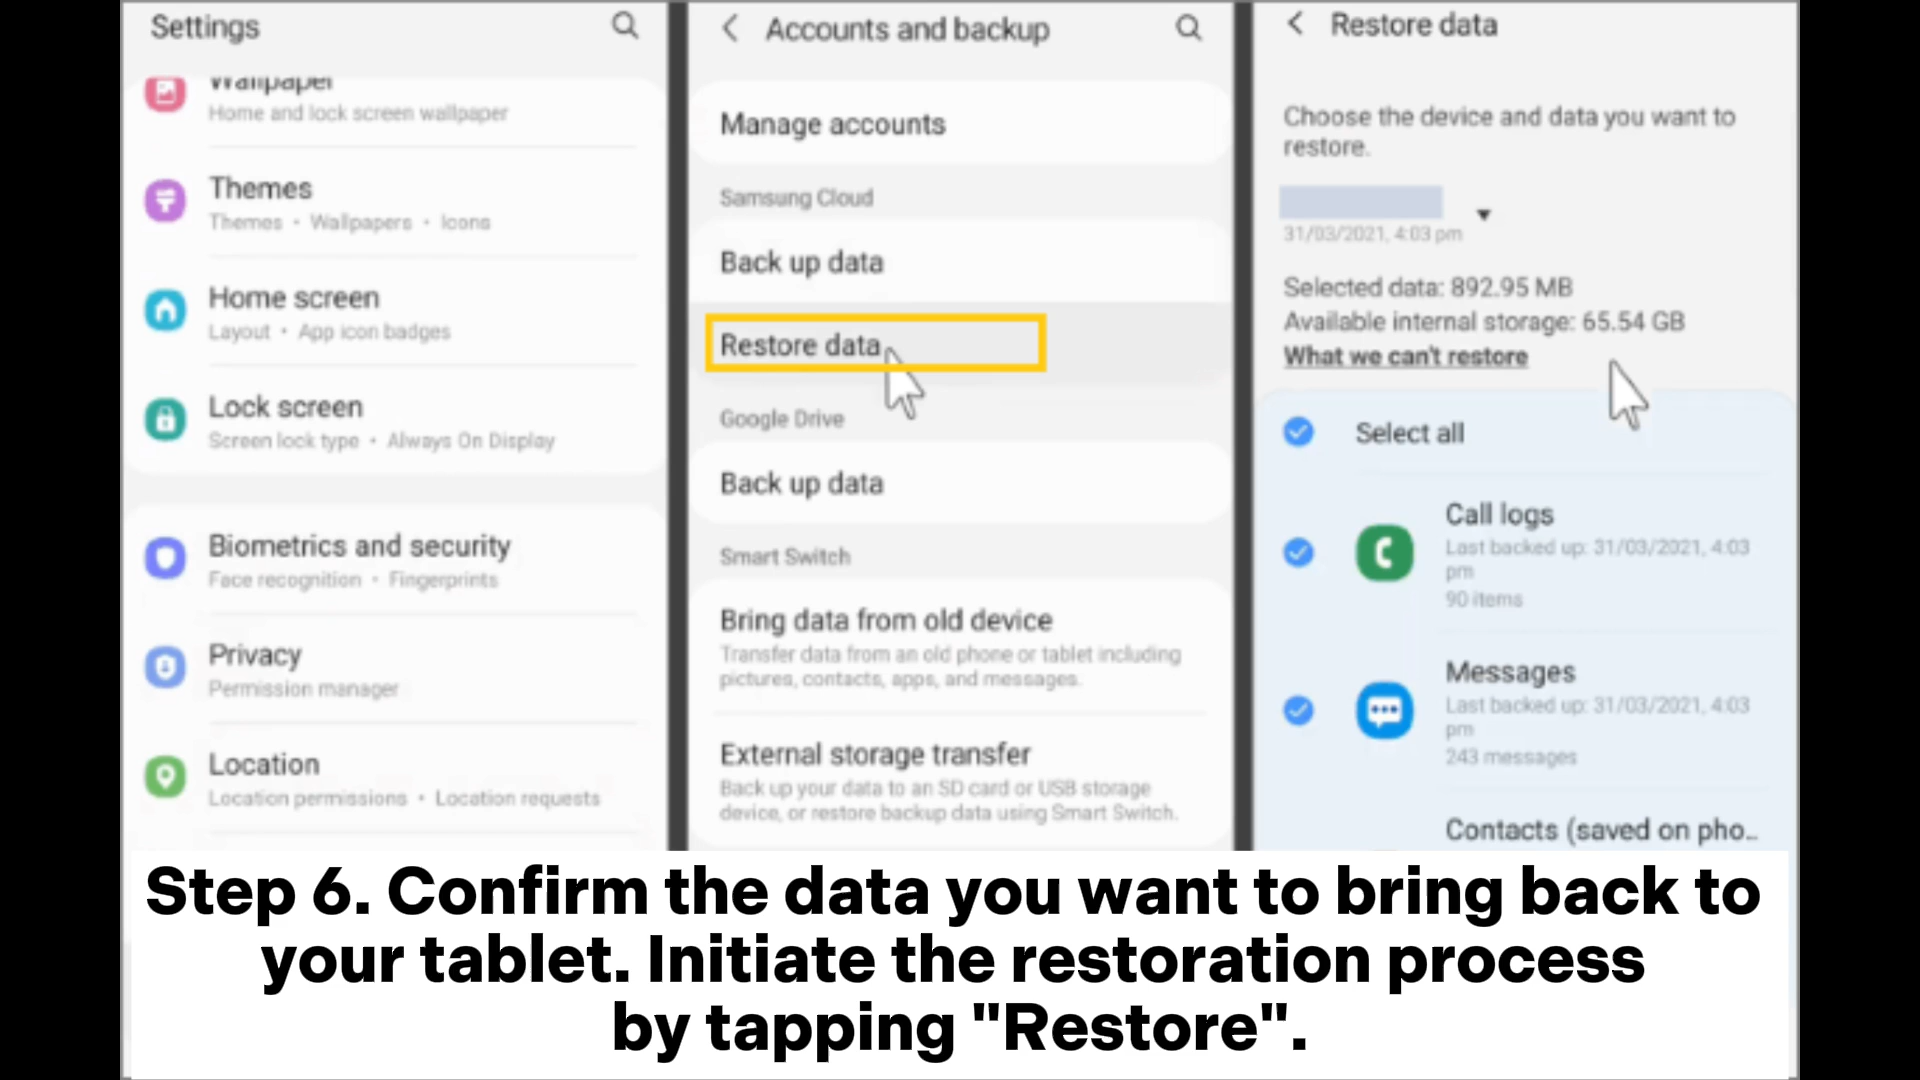 Settings
Wallpaper
Home and lock screen wallpaper
Themes
Themes • Wallpapers • Icons
Home screen
Layout • App icon badges
Lock screen
Screen lock type • Always On Display
Biometrics and security
Face recognition • Fingerprints
Privacy
Permission manager
Location
Location permissions • Location requests
Accounts and backup
Manage accounts
Samsung Cloud
Back up data
Restore data
Google Drive
Back up data
Smart Switch
Bring data from old device
Transfer data from an old phone or tablet including
pictures, contacts, apps, and messages.
External storage transfer
Back up your data to an SD card or USB storage
device, or restore backup data using Smart Switch.
Restore data
Choose the device and data you want to
restore.
31/03/2021, 4:03 pm
Selected data: 892.95 MB
Available internal storage: 65.54 GB
What we can't restore
Select all
Call logs
Last backed up: 31/03/2021, 4:03
pm
90 items
Messages
Last backed up: 31/03/2021, 4:03
pm
243 messages
Contacts (saved on pho...
Step 6. Confirm the data you want to bring back to
your tablet. Initiate the restoration process
by tapping "Restore".